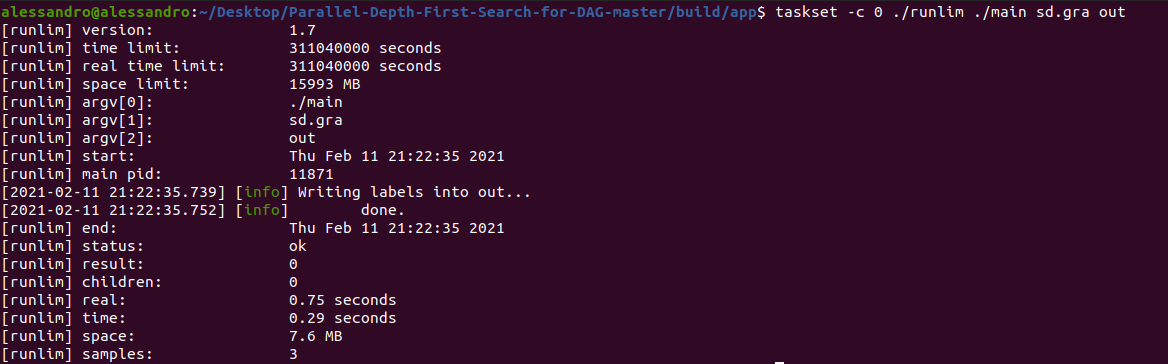 alessandro@alessandro:~/Desktop/Parallel-Depth-First-Search-for-DAG-master/build/app$ taskset -c 0 ./runlim ./main sd.gra out
[runlim] version: 1.7
[runlim] time limit: 311040000 seconds
[runlim] real time limit: 311040000 seconds
[runlim] space limit: 15993 MB
[runlim] argv[0]: ./main
[runlim] argv[1]: sd.gra
[runlim] argv[2]: out
[runlim] start: Thu Feb 11 21:22:35 2021
[runlim] main pid: 11871
[2021-02-11 21:22:35.739] [info] Writing labels into out...
[2021-02-11 21:22:35.752] [info] done.
[runlim] end: Thu Feb 11 21:22:35 2021
[runlim] status: ok
[runlim] result: 0
[runlim] children: 0
[runlim] real: 0.75 seconds
[runlim] time: 0.29 seconds
[runlim] space: 7.6 MB
[runlim] samples: 3